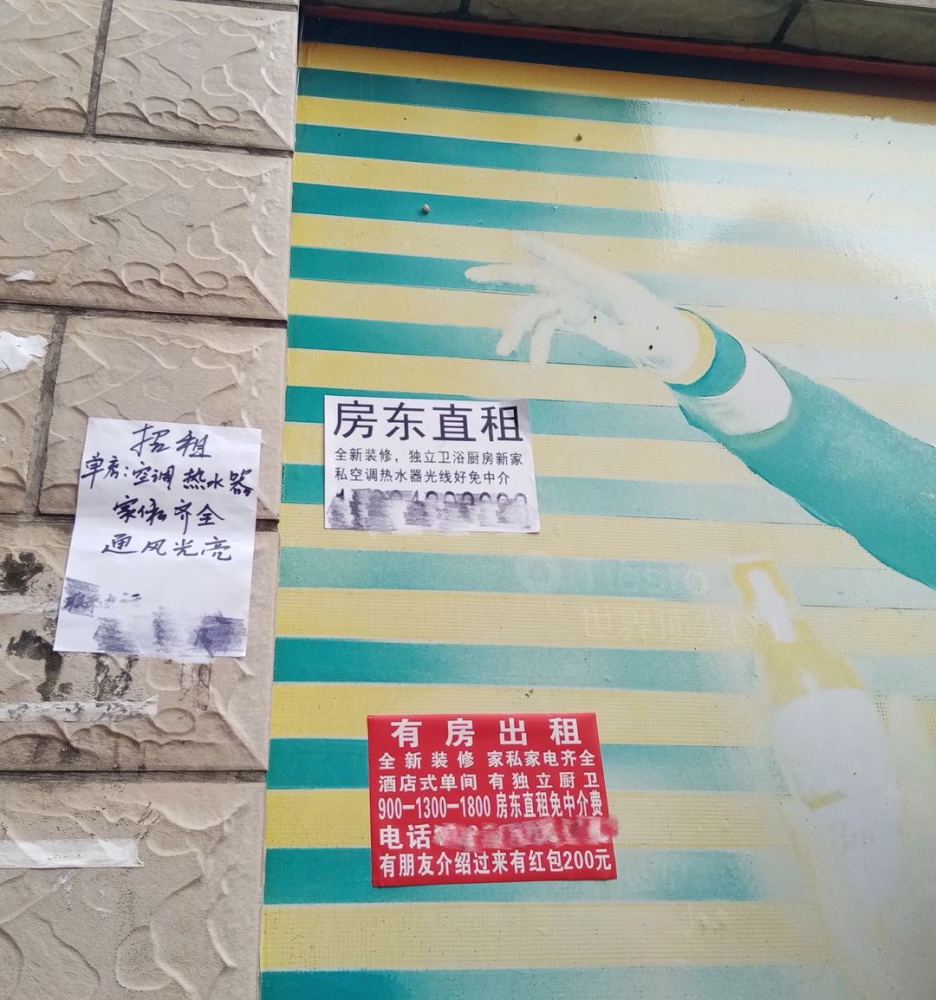 招租
单房:空调热水器
家俬齐全
通风光亮
房东直租
全新装修，独立卫浴厨房新家
私空调热水器光线好免中介
有房出租
全新装修 家私家电齐全
酒店式单间 有独立厨卫
900-1300-1800 房东直租免中介费
电话
有朋友介绍过来有红包200元